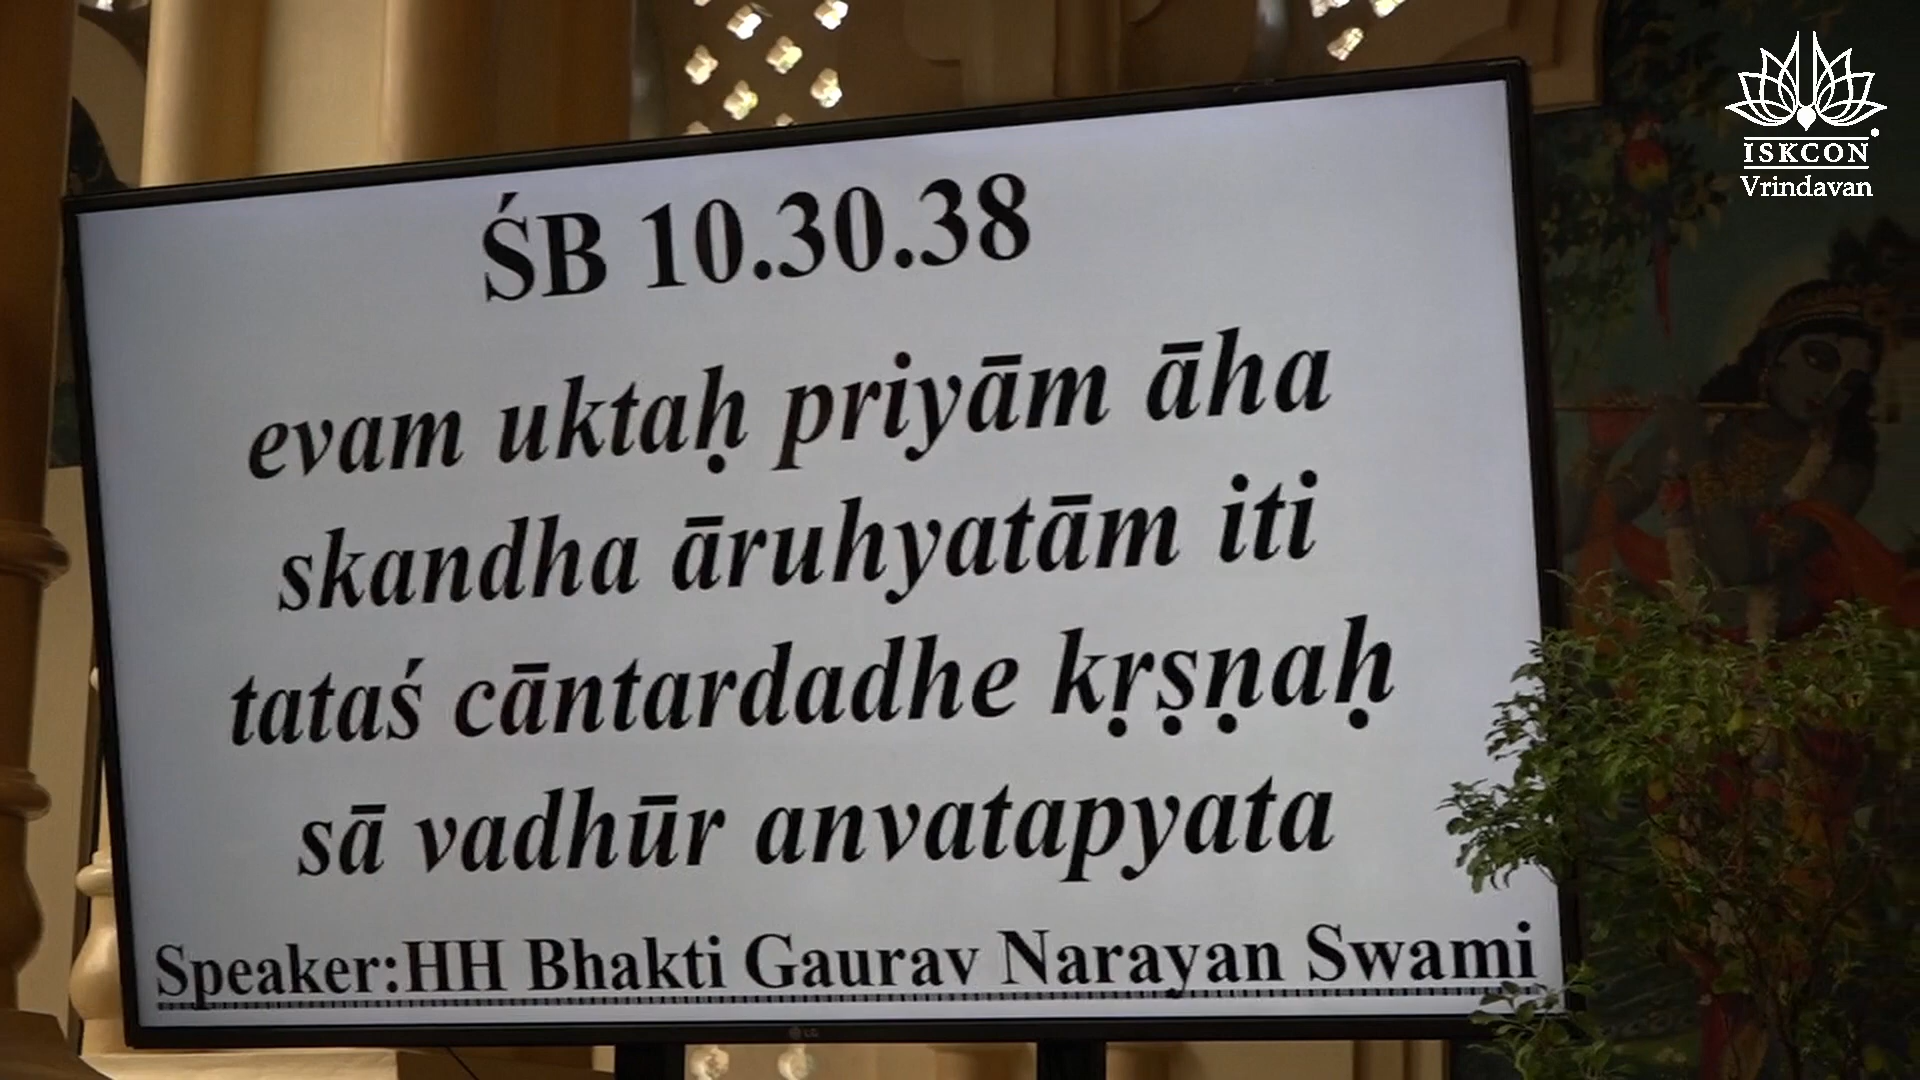 ŚB 10.30.38
evam uktaḥ priyām āha
skandha āruhyatām iti
tataś cāntardadhe kṛṣṇaḥ
sā vadhūr anvatapyata
Speaker:HH Bhakti Gaurav Narayan Swami
LG
ISKCON
Vrindavan